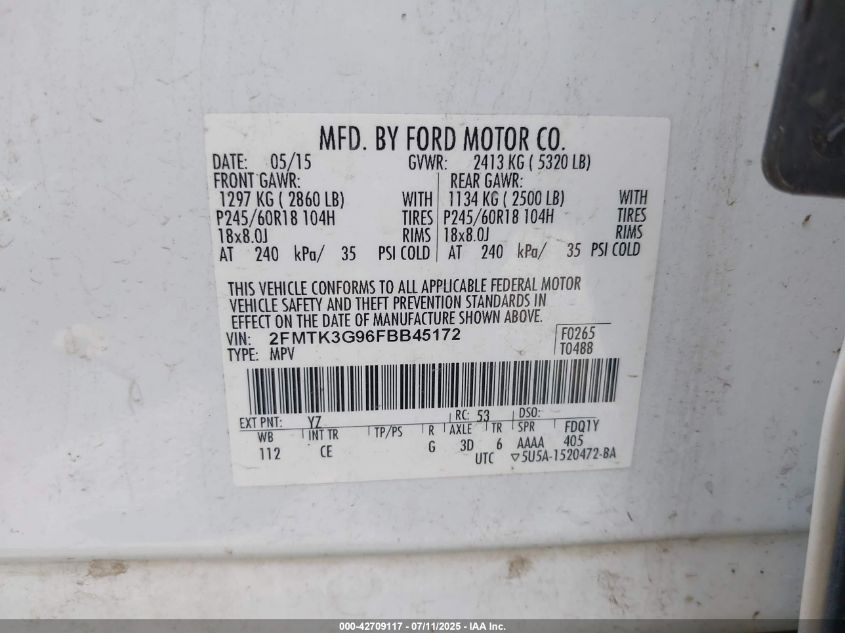 MFD. BY FORD MOTOR CO.
DATE: 05/15 GVWR: 2413 KG ( 5320 LB)
FRONT GAWR: REAR GAWR:
1297 KG ( 2860 LB) WITH 1134 KG ( 2500 LB) WITH
P245/60R18 104H TIRES P245/60R18 104H TIRES
18x8.0J RIMS 18x8.0J RIMS
AT 240 kPa/ 35 PSI COLD AT 240 kPa/ 35 PSI COLD
THIS VEHICLE CONFORMS TO ALL APPLICABLE FEDERAL MOTOR
VEHICLE SAFETY AND THEFT PREVENTION STANDARDS IN
EFFECT ON THE DATE OF MANUFACTURE SHOWN ABOVE.
VIN: 2FMTK3G96FBB45172 F0265
TYPE: MPV T0488
EXT PNT: YZ RC: 53 DSO:
WB INT TR TP/PS R AXLE TR SPR FDQ1Y
112 CE G 3D 6 AAAA 405
UTC ▽5U5A-1520472-BA
000-42709117 - 07/11/2025 - IAA Inc.